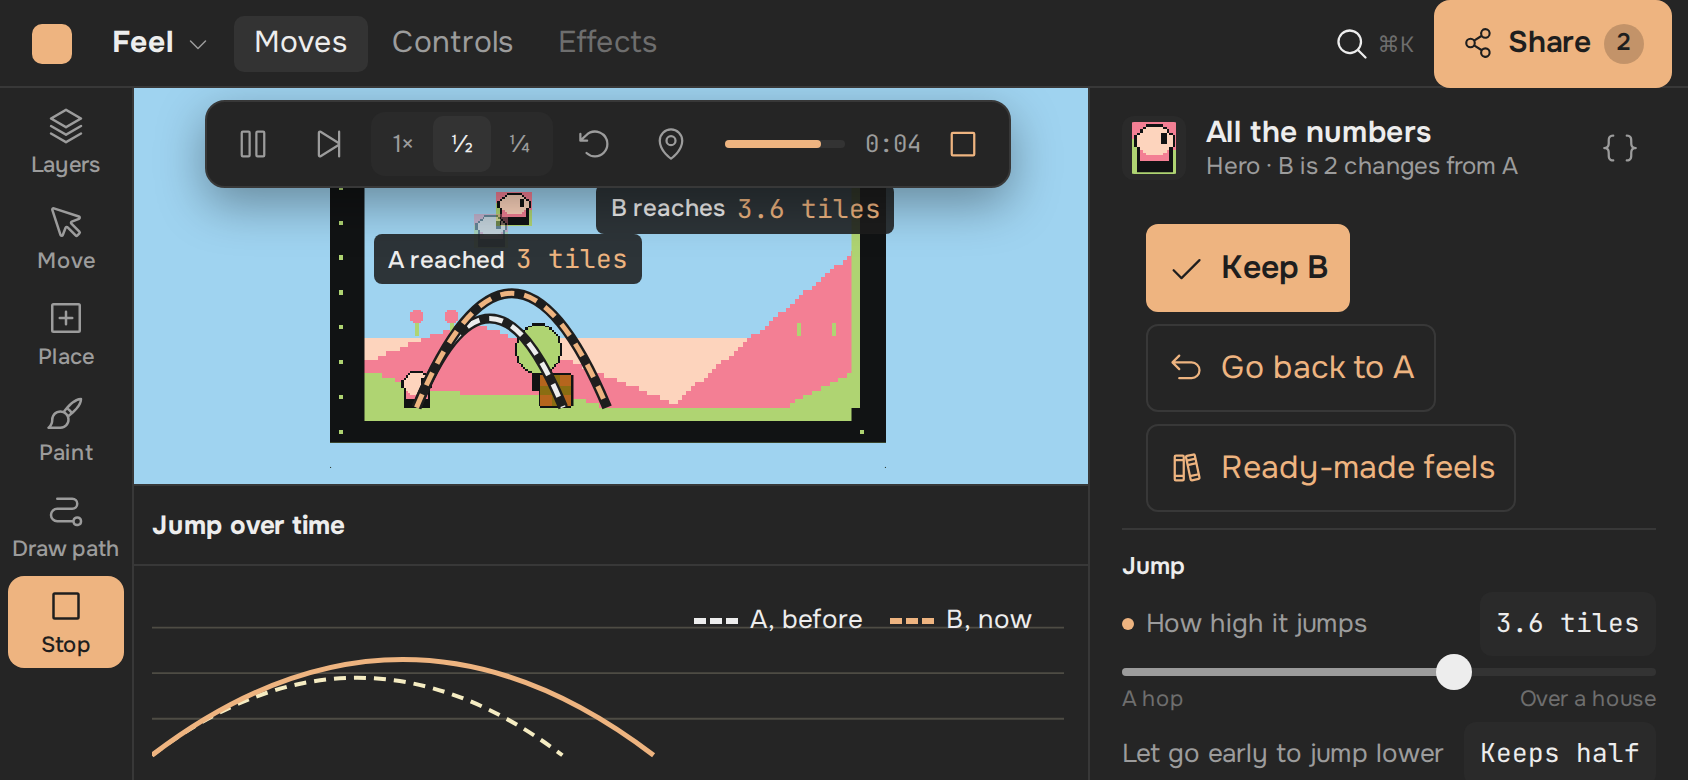 Feel Moves Controls Effects ⌘K Share 2
Layers
Move
Place
Paint
Draw path
Stop
1× ½ ¼ 0:04
B reaches 3.6 tiles
A reached 3 tiles
Jump over time
A, before B, now
All the numbers
Hero · B is 2 changes from A
Keep B
Go back to A
Ready-made feels
Jump
How high it jumps 3.6 tiles
A hop Over a house
Let go early to jump lower Keeps half